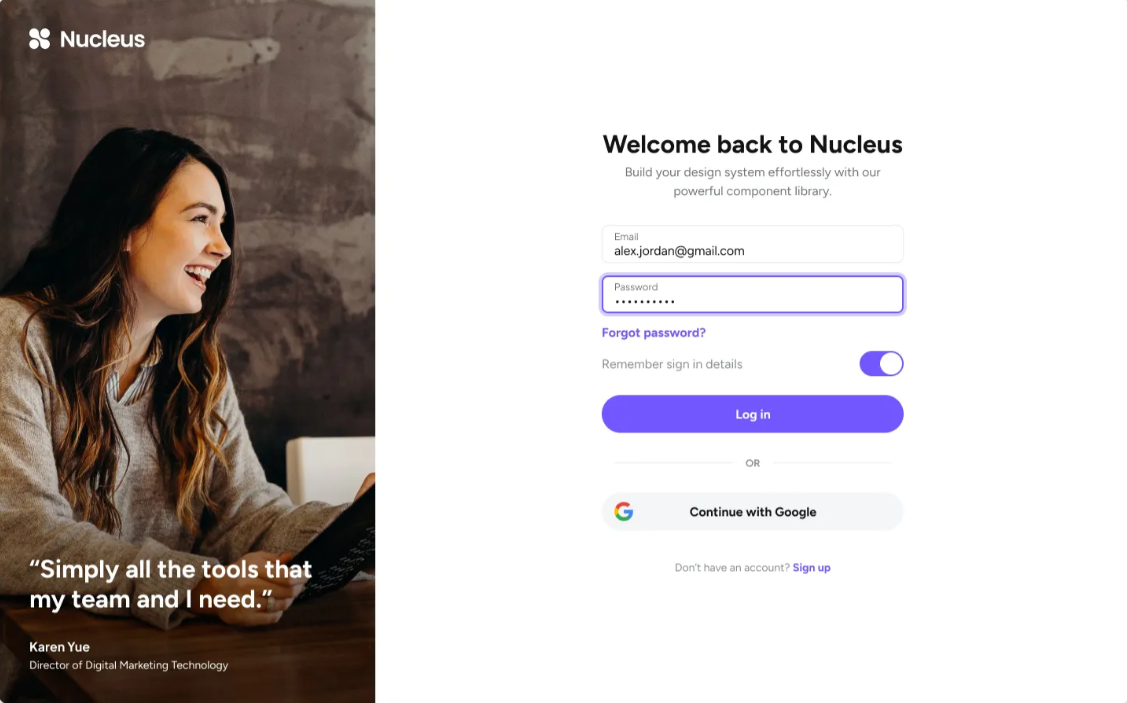 Nucleus
“Simply all the tools that
my team and I need.”
Karen Yue
Director of Digital Marketing Technology
Welcome back to Nucleus
Build your design system effortlessly with our
powerful component library.
Email
alex.jordan@gmail.com
Password
••••••••••
Forgot password?
Remember sign in details
Log in
OR
Continue with Google
Don’t have an account? Sign up